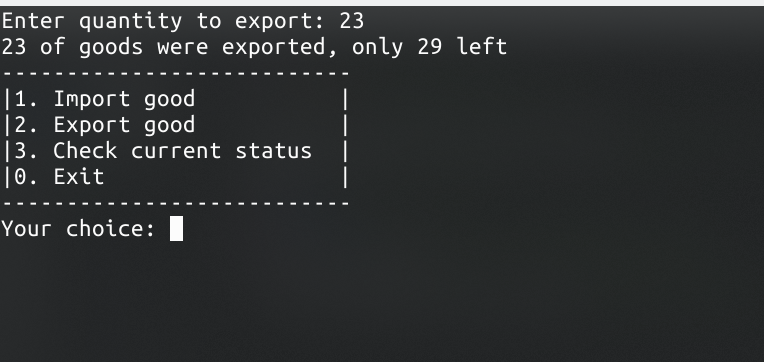 Enter quantity to export: 23
23 of goods were exported, only 29 left
---------------------------
|1. Import good           |
|2. Export good           |
|3. Check current status  |
|0. Exit                  |
---------------------------
Your choice: